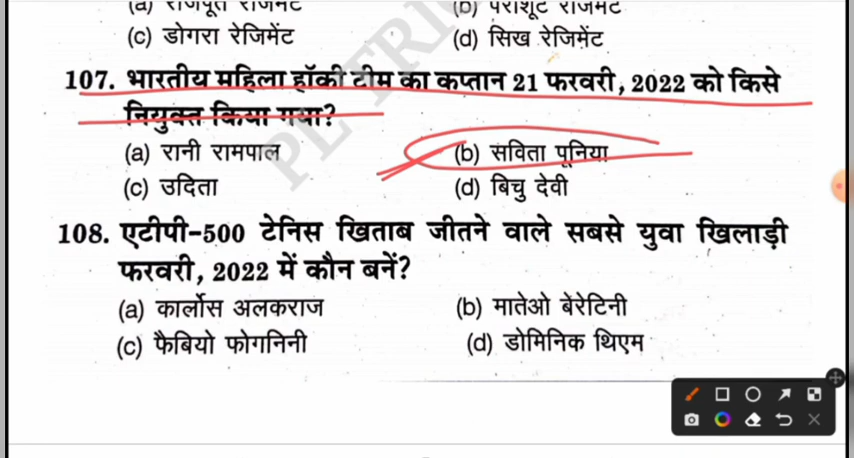 (a) राजपूत रेजिमेंट (b) पैराशूट रेजिमेंट
(c) डोगरा रेजिमेंट (d) सिख रेजिमेंट
107. भारतीय महिला हॉकी टीम का कप्तान 21 फरवरी, 2022 को किसे
नियुक्त किया गया?
(a) रानी रामपाल (b) सविता पूनिया
(c) उदिता (d) बिचु देवी
108. एटीपी-500 टेनिस खिताब जीतने वाले सबसे युवा खिलाड़ी
फरवरी, 2022 में कौन बनें?
(a) कार्लोस अलकराज (b) मातेओ बेरेटिनी
(c) फैबियो फोगनिनी (d) डोमिनिक थिएम